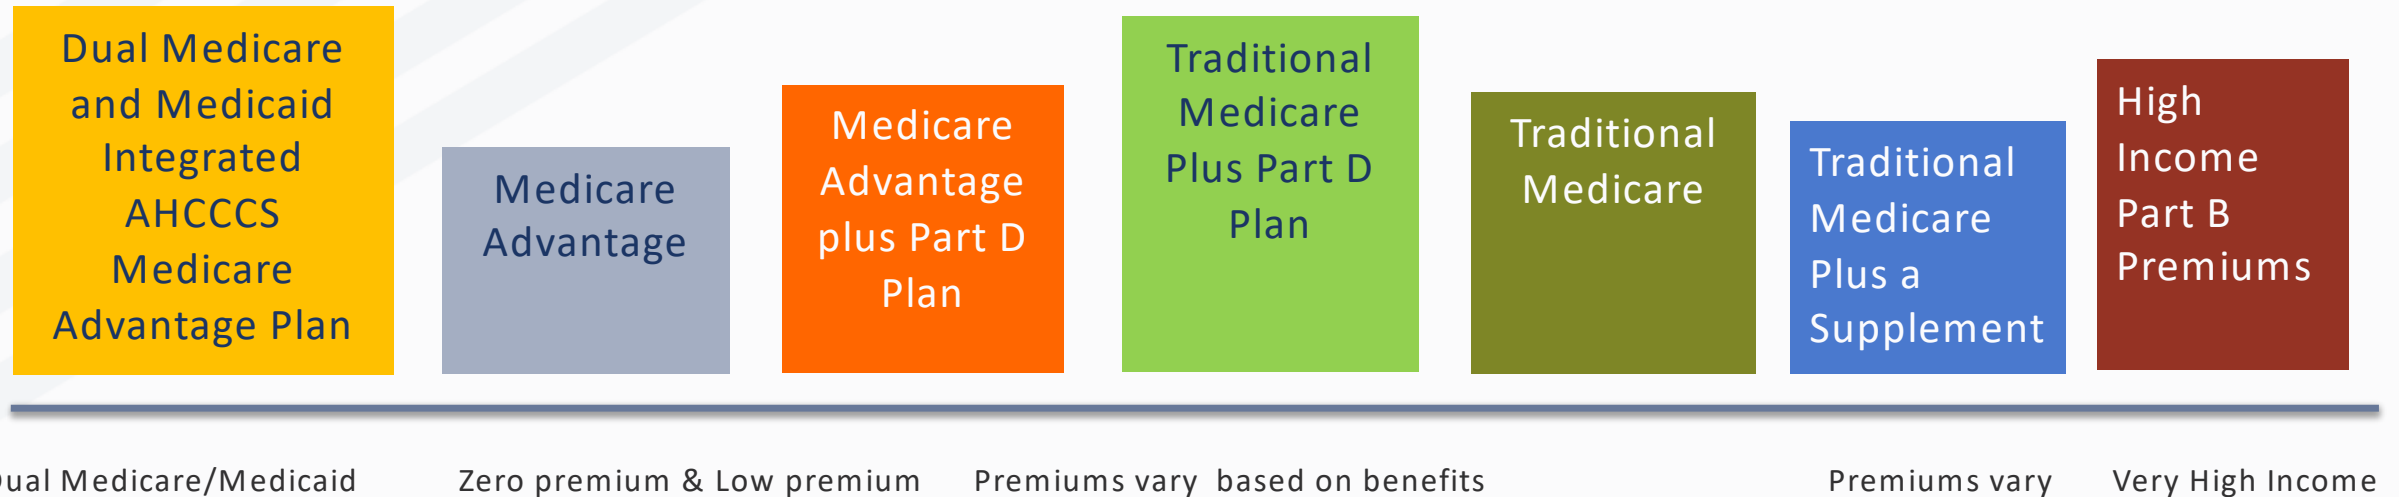 Dual Medicare
and Medicaid
Integrated
AHCCCS
Medicare
Advantage Plan
Medicare
Advantage
Medicare
Advantage
plus Part D
Plan
Traditional
Medicare
Plus Part D
Plan
Traditional
Medicare
Traditional
Medicare
Plus a
Supplement
High
Income
Part B
Premiums
Dual Medicare/Medicaid
Zero premium & Low premium
Premiums vary based on benefits
Premiums vary
Very High Income